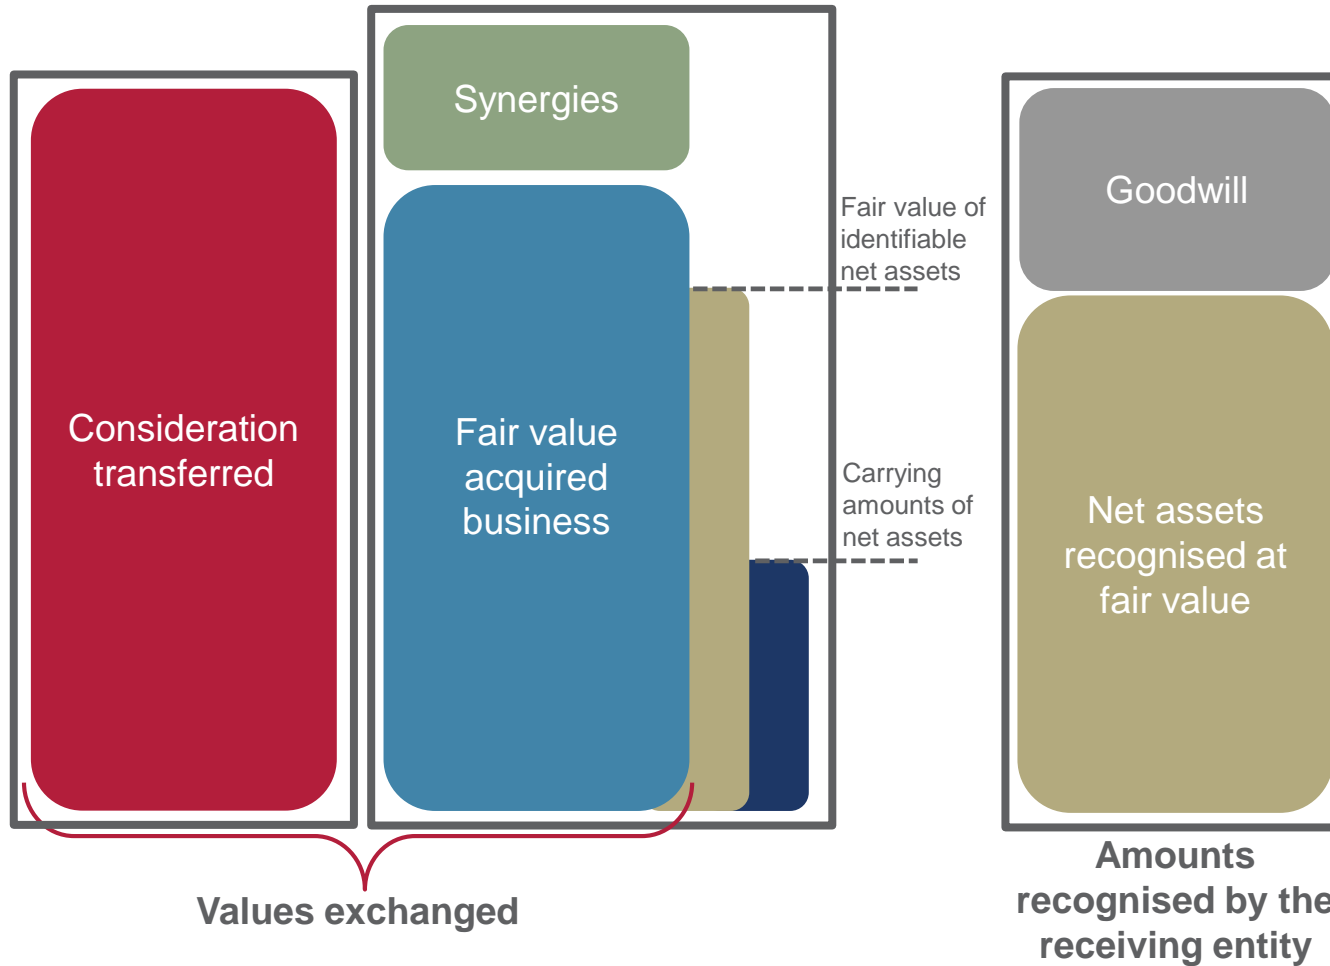 Synergies
Consideration
transferred
Fair value
acquired
business
Fair value of
identifiable
net assets
Carrying
amounts of
net assets
Goodwill
Net assets
recognised at
fair value
Values exchanged
Amounts
recognised by the
receiving entity